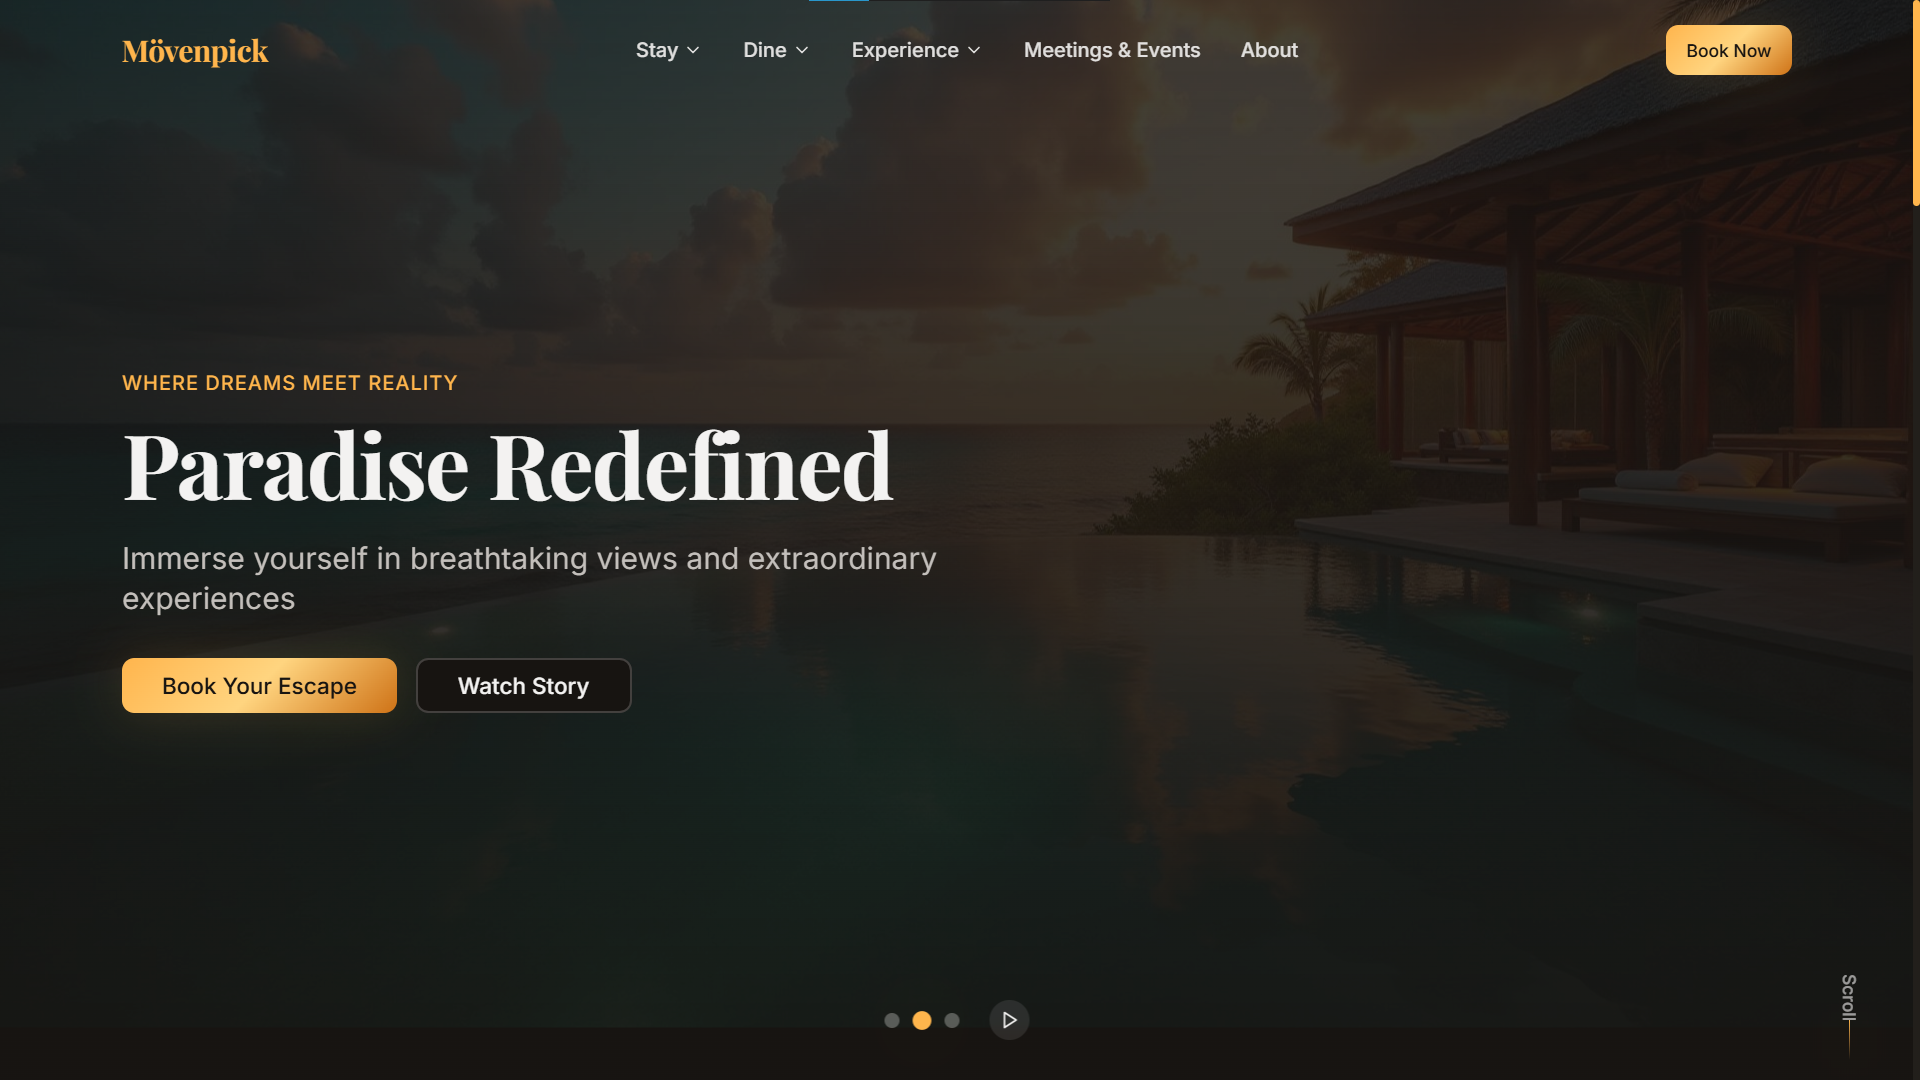 Mövenpick
Stay
Dine
Experience
Meetings & Events
About
Book Now
WHERE DREAMS MEET REALITY
Paradise Redefined
Immerse yourself in breathtaking views and extraordinary
experiences
Book Your Escape
Watch Story
Scroll